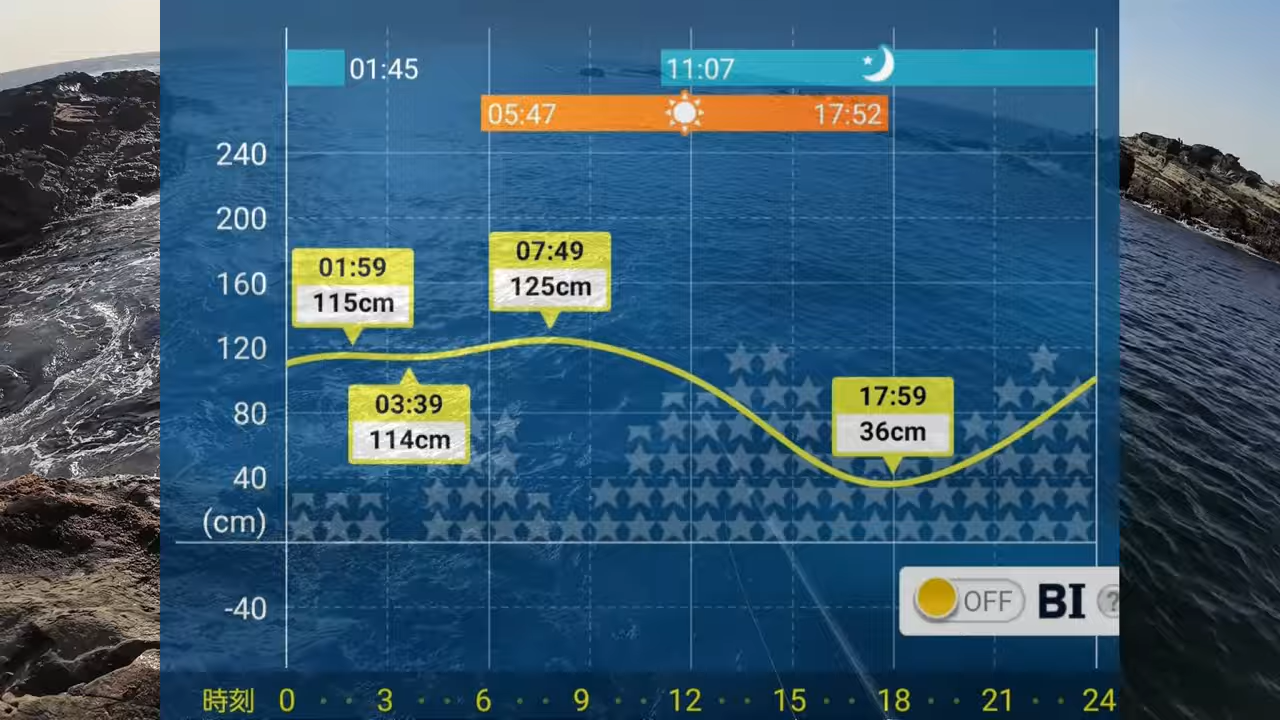 01:45
11:07
05:47
17:52
240
200
160
120
80
40
(cm)
-40
01:59
115cm
07:49
125cm
03:39
114cm
17:59
36cm
OFF BI ?
時刻 0 3 6 9 12 15 18 21 24